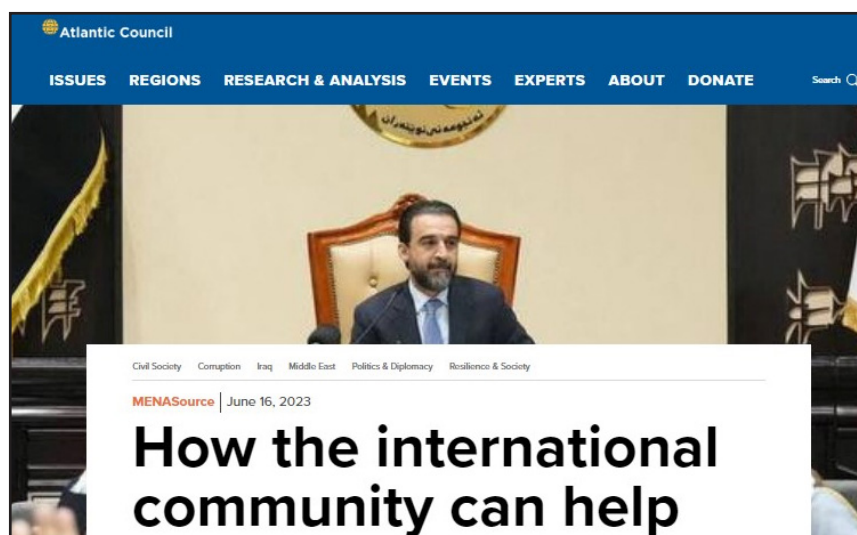 Atlantic Council
ISSUES REGIONS RESEARCH & ANALYSIS EVENTS EXPERTS ABOUT DONATE Search
Civil Society Corruption Iraq Middle East Politics & Diplomacy Resilience & Society
MENASource | June 16, 2023
How the international
community can help